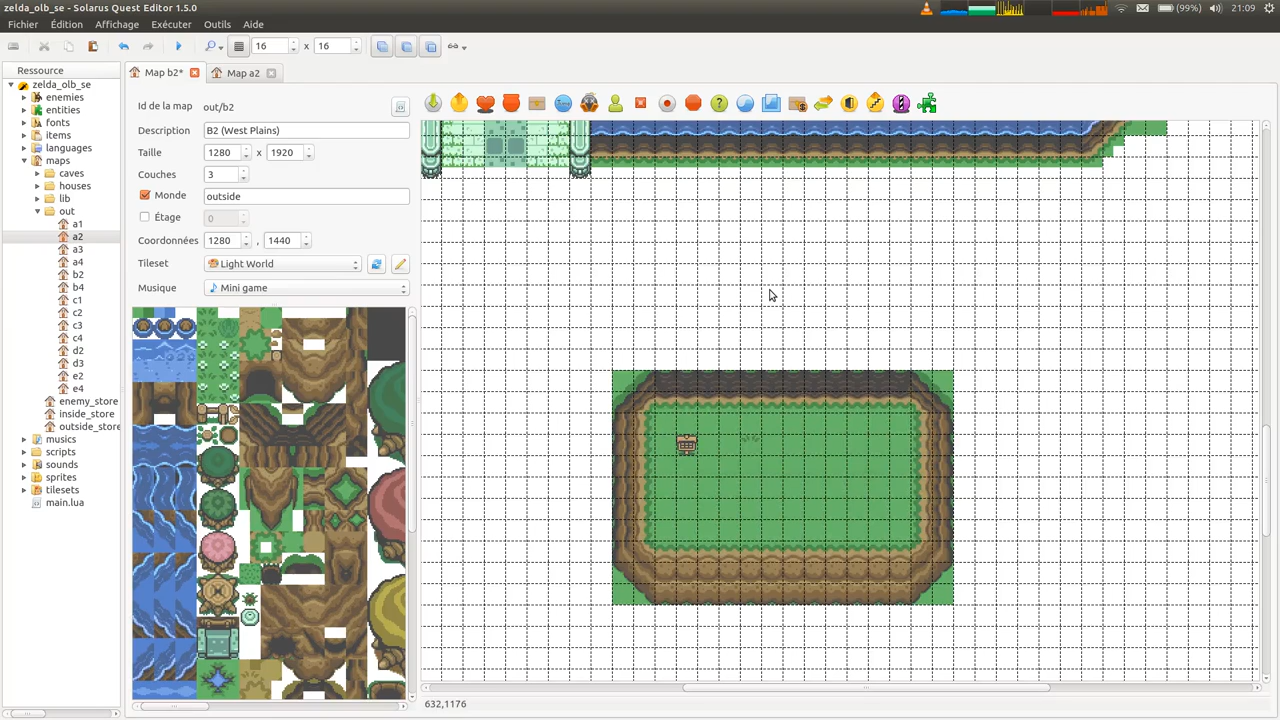 zelda_olb_se - Solarus Quest Editor 1.5.0
(99%) 21:09
Fichier Édition Affichage Exécuter Outils Aide
16 x 16
Ressource
zelda_olb_se
enemies
entities
fonts
items
languages
maps
caves
houses
lib
out
a1
a2
a3
a4
b2
b4
c1
c2
c3
c4
d2
d3
e2
e4
enemy_store
inside_store
outside_store
musics
scripts
sounds
sprites
tilesets
main.lua
Map b2* Map a2
Id de la map out/b2
Description B2 (West Plains)
Taille 1280 x 1920
Couches 3
Monde outside
Étage 0
Coordonnées 1280 , 1440
Tileset Light World
Musique Mini game
632,1176